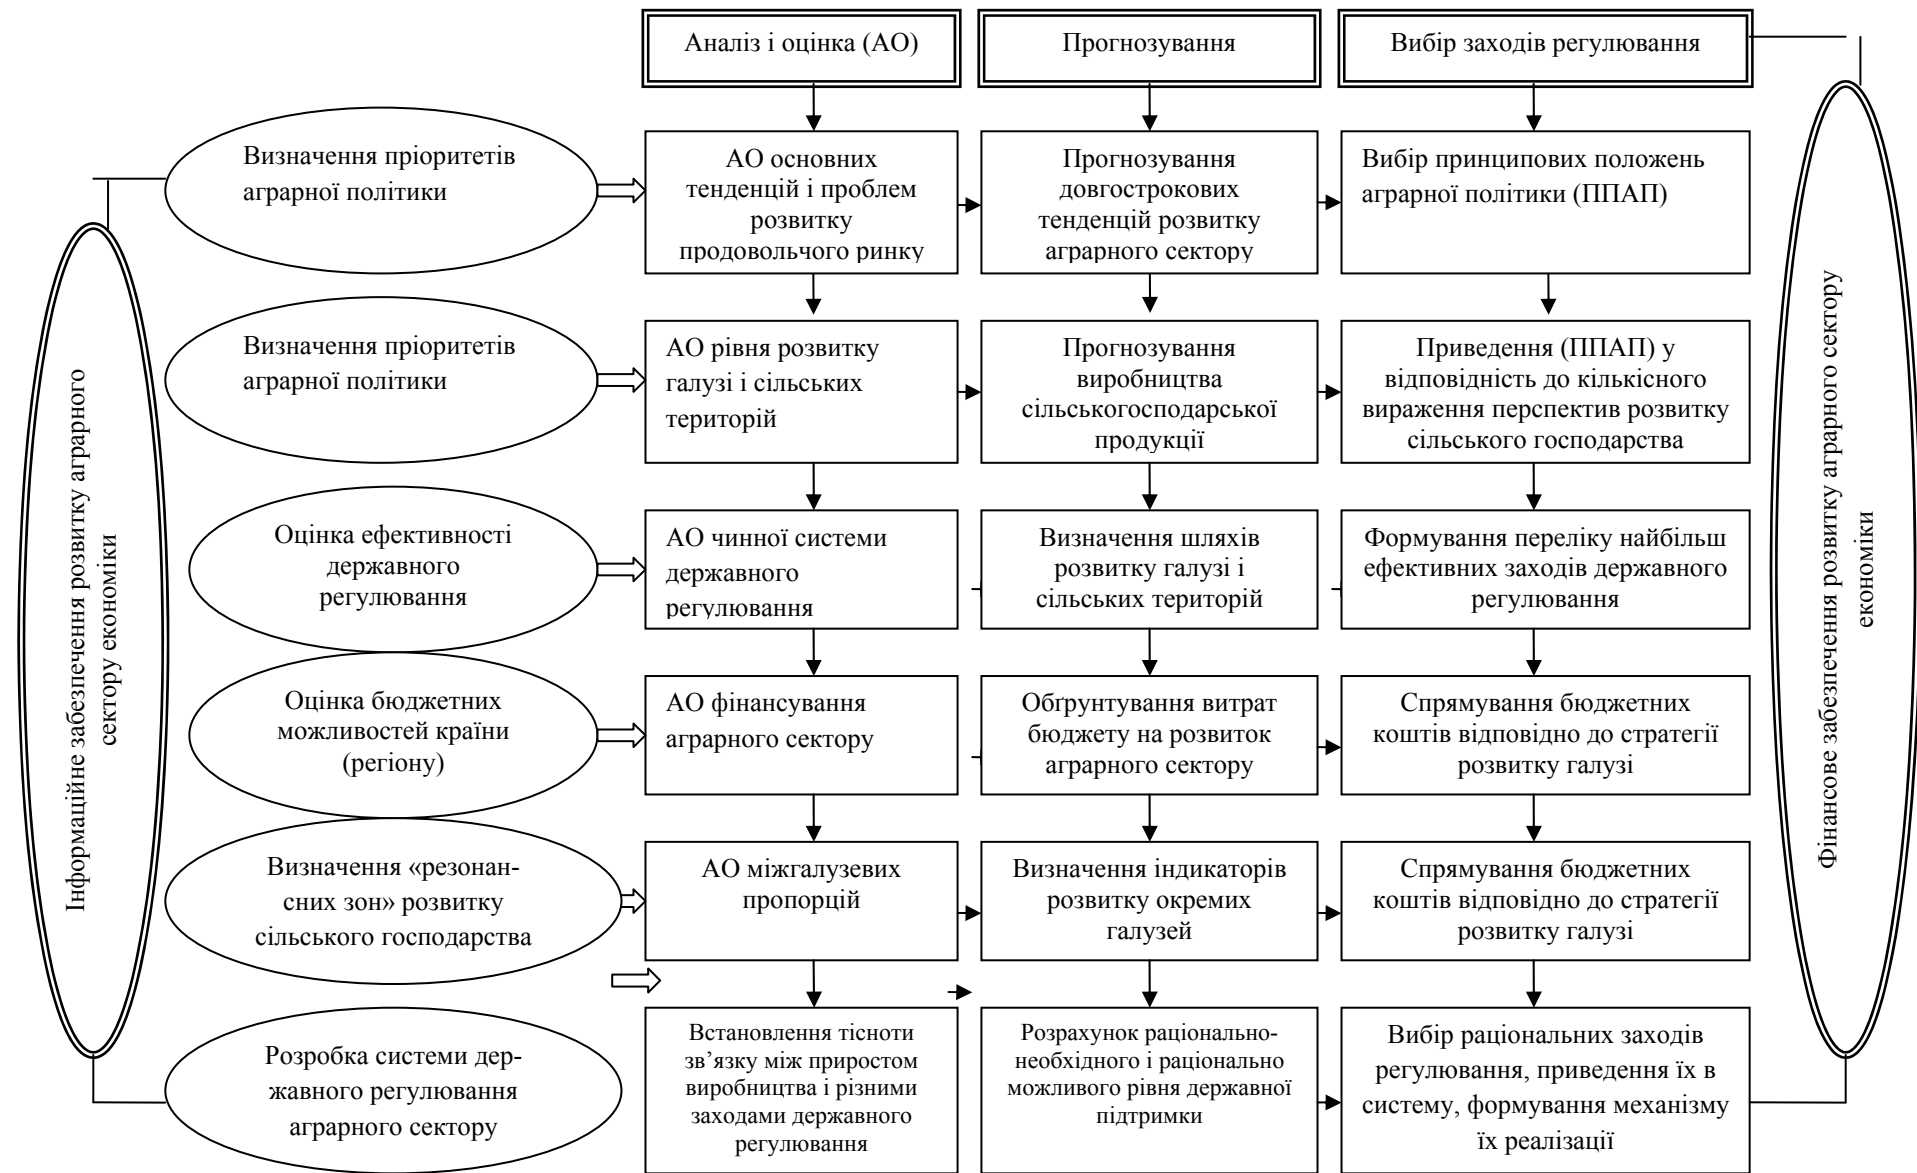 Аналіз і оцінка (АО)
Прогнозування
Вибір заходів регулювання
Інформаційне забезпечення розвитку аграрного
сектору економіки
Визначення пріоритетів
аграрної політики
АО основних
тенденцій і проблем
розвитку
продовольчого ринку
Прогнозування
довгострокових
тенденцій розвитку
аграрного сектору
Вибір принципових положень
аграрної політики (ППАП)
Визначення пріоритетів
аграрної політики
АО рівня розвитку
галузі і сільських
територій
Прогнозування
виробництва
сільськогосподарської
продукції
Приведення (ППАП) у
відповідність до кількісного
вираження перспектив розвитку
сільського господарства
Оцінка ефективності
державного
регулювання
АО чинної системи
державного
регулювання
Визначення шляхів
розвитку галузі і
сільських територій
Формування переліку найбільш
ефективних заходів державного
регулювання
Оцінка бюджетних
можливостей країни
(регіону)
АО фінансування
аграрного сектору
Обґрунтування витрат
бюджету на розвиток
аграрного сектору
Спрямування бюджетних
коштів відповідно до стратегії
розвитку галузі
Визначення «резонан-
сних зон» розвитку
сільського господарства
АО міжгалузевих
пропорцій
Визначення індикаторів
розвитку окремих
галузей
Спрямування бюджетних
коштів відповідно до стратегії
розвитку галузі
Розробка системи дер-
жавного регулювання
аграрного сектору
Встановлення тісноти
зв’язку між приростом
виробництва і різними
заходами державного
регулювання
Розрахунок раціонально-
необхідного і раціонально
можливого рівня державної
підтримки
Вибір раціональних заходів
регулювання, приведення їх в
систему, формування механізму
їх реалізації
Фінансове забезпечення розвитку аграрного сектору
економіки